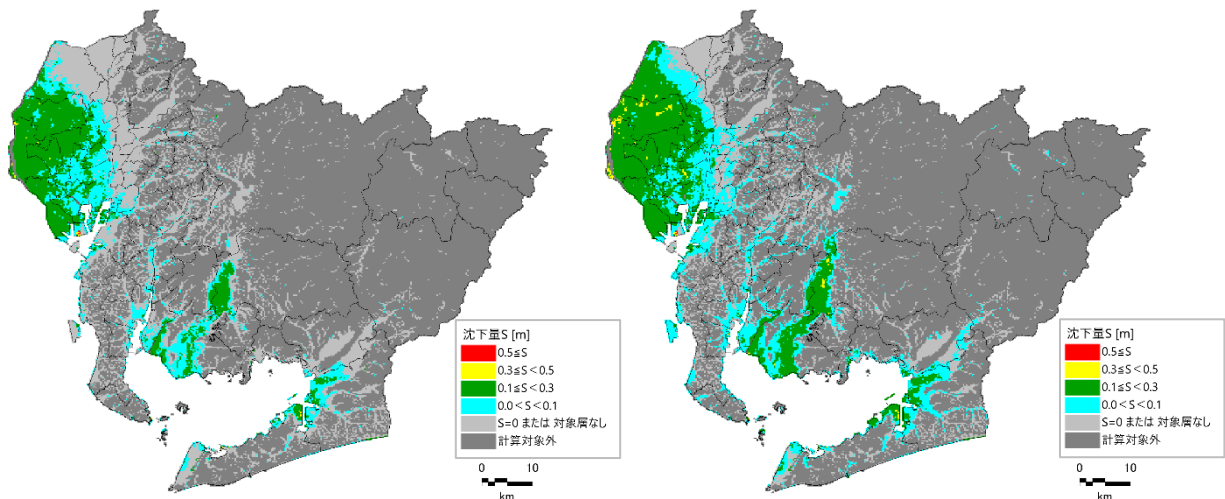 沈下量S [m]
0.5≦S
0.3≦S<0.5
0.1≦S<0.3
0.0<S<0.1
S=0 または 対象層なし
計算対象外
0 10
km
沈下量S [m]
0.5≦S
0.3≦S<0.5
0.1≦S<0.3
0.0<S<0.1
S=0 または 対象層なし
計算対象外
0 10
km